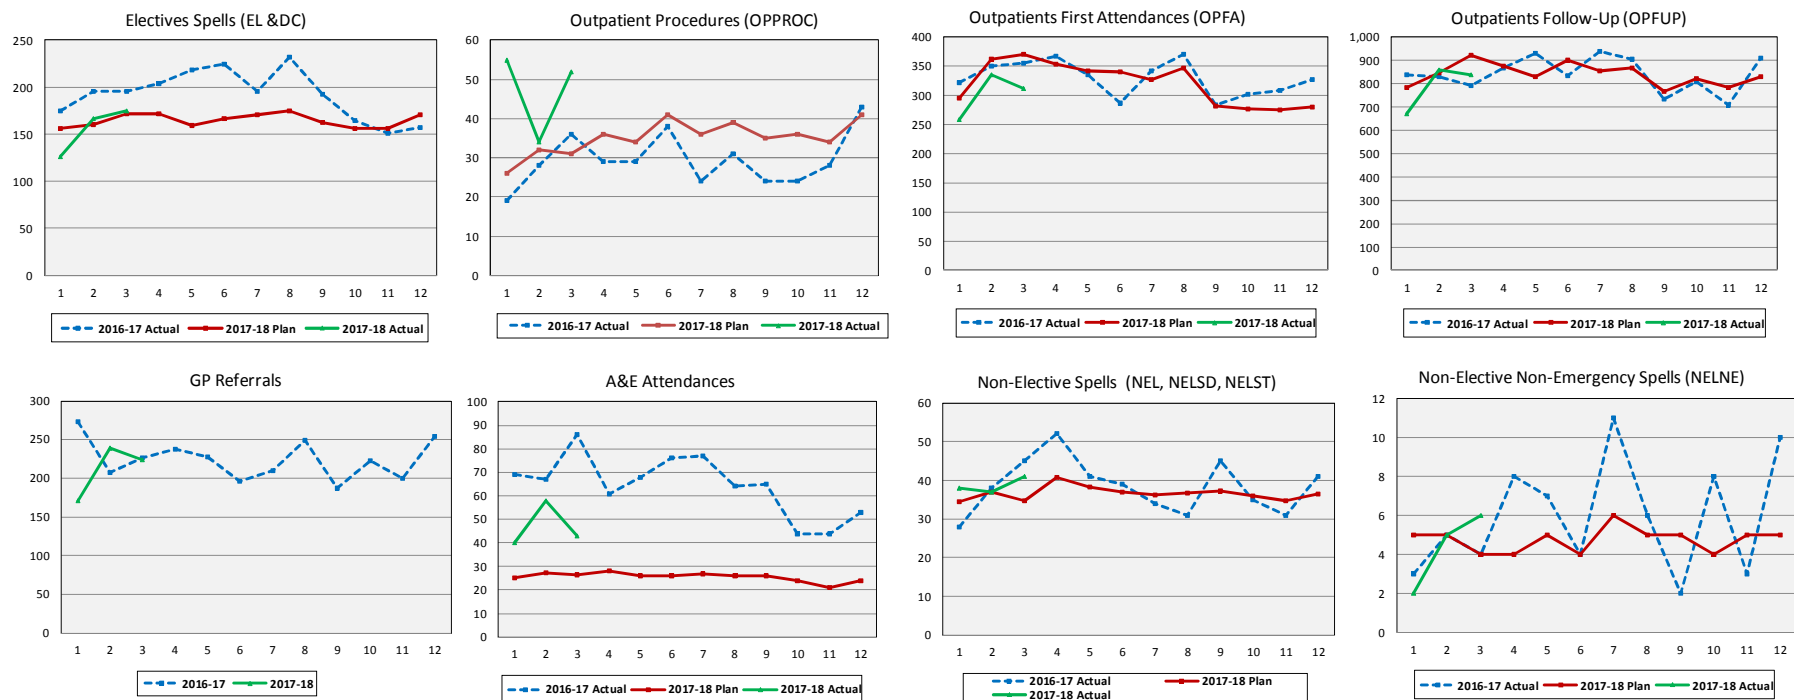 Electives Spells (EL &DC)
250
200
150
100
50
0
1 2 3 4 5 6 7 8 9 10 11 12
2016-17 Actual 2017-18 Plan 2017-18 Actual
Outpatient Procedures (OPPROC)
60
50
40
30
20
10
0
1 2 3 4 5 6 7 8 9 10 11 12
2016-17 Actual 2017-18 Plan 2017-18 Actual
Outpatients First Attendances (OPFA)
400
350
300
250
200
150
100
50
0
1 2 3 4 5 6 7 8 9 10 11 12
2016-17 Actual 2017-18 Plan 2017-18 Actual
Outpatients Follow-Up (OPFUP)
1,000
900
800
700
600
500
400
300
200
100
0
1 2 3 4 5 6 7 8 9 10 11 12
2016-17 Actual 2017-18 Plan 2017-18 Actual
GP Referrals
300
250
200
150
100
50
0
1 2 3 4 5 6 7 8 9 10 11 12
2016-17 2017-18
A&E Attendances
100
90
80
70
60
50
40
30
20
10
0
1 2 3 4 5 6 7 8 9 10 11 12
2016-17 Actual 2017-18 Plan 2017-18 Actual
Non-Elective Spells (NEL, NELSD, NELST)
60
50
40
30
20
10
0
1 2 3 4 5 6 7 8 9 10 11 12
2016-17 Actual 2017-18 Plan
2017-18 Actual
Non-Elective Non-Emergency Spells (NELNE)
12
10
8
6
4
2
0
1 2 3 4 5 6 7 8 9 10 11 12
2016-17 Actual 2017-18 Plan 2017-18 Actual